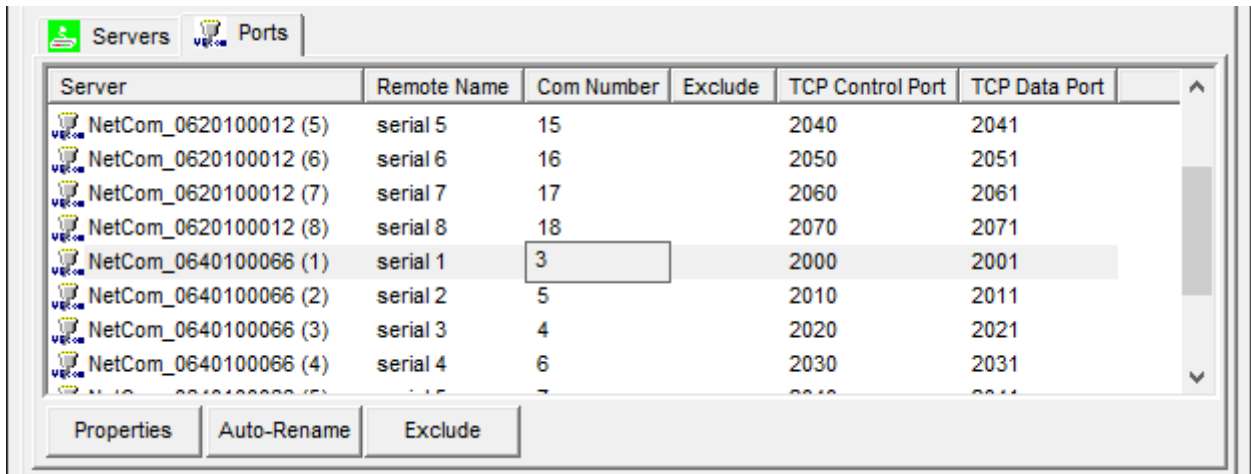 Servers Ports
Server Remote Name Com Number Exclude TCP Control Port TCP Data Port
NetCom_0620100012 (5) serial 5 15 2040 2041
NetCom_0620100012 (6) serial 6 16 2050 2051
NetCom_0620100012 (7) serial 7 17 2060 2061
NetCom_0620100012 (8) serial 8 18 2070 2071
NetCom_0640100066 (1) serial 1 3 2000 2001
NetCom_0640100066 (2) serial 2 5 2010 2011
NetCom_0640100066 (3) serial 3 4 2020 2021
NetCom_0640100066 (4) serial 4 6 2030 2031
Properties Auto-Rename Exclude